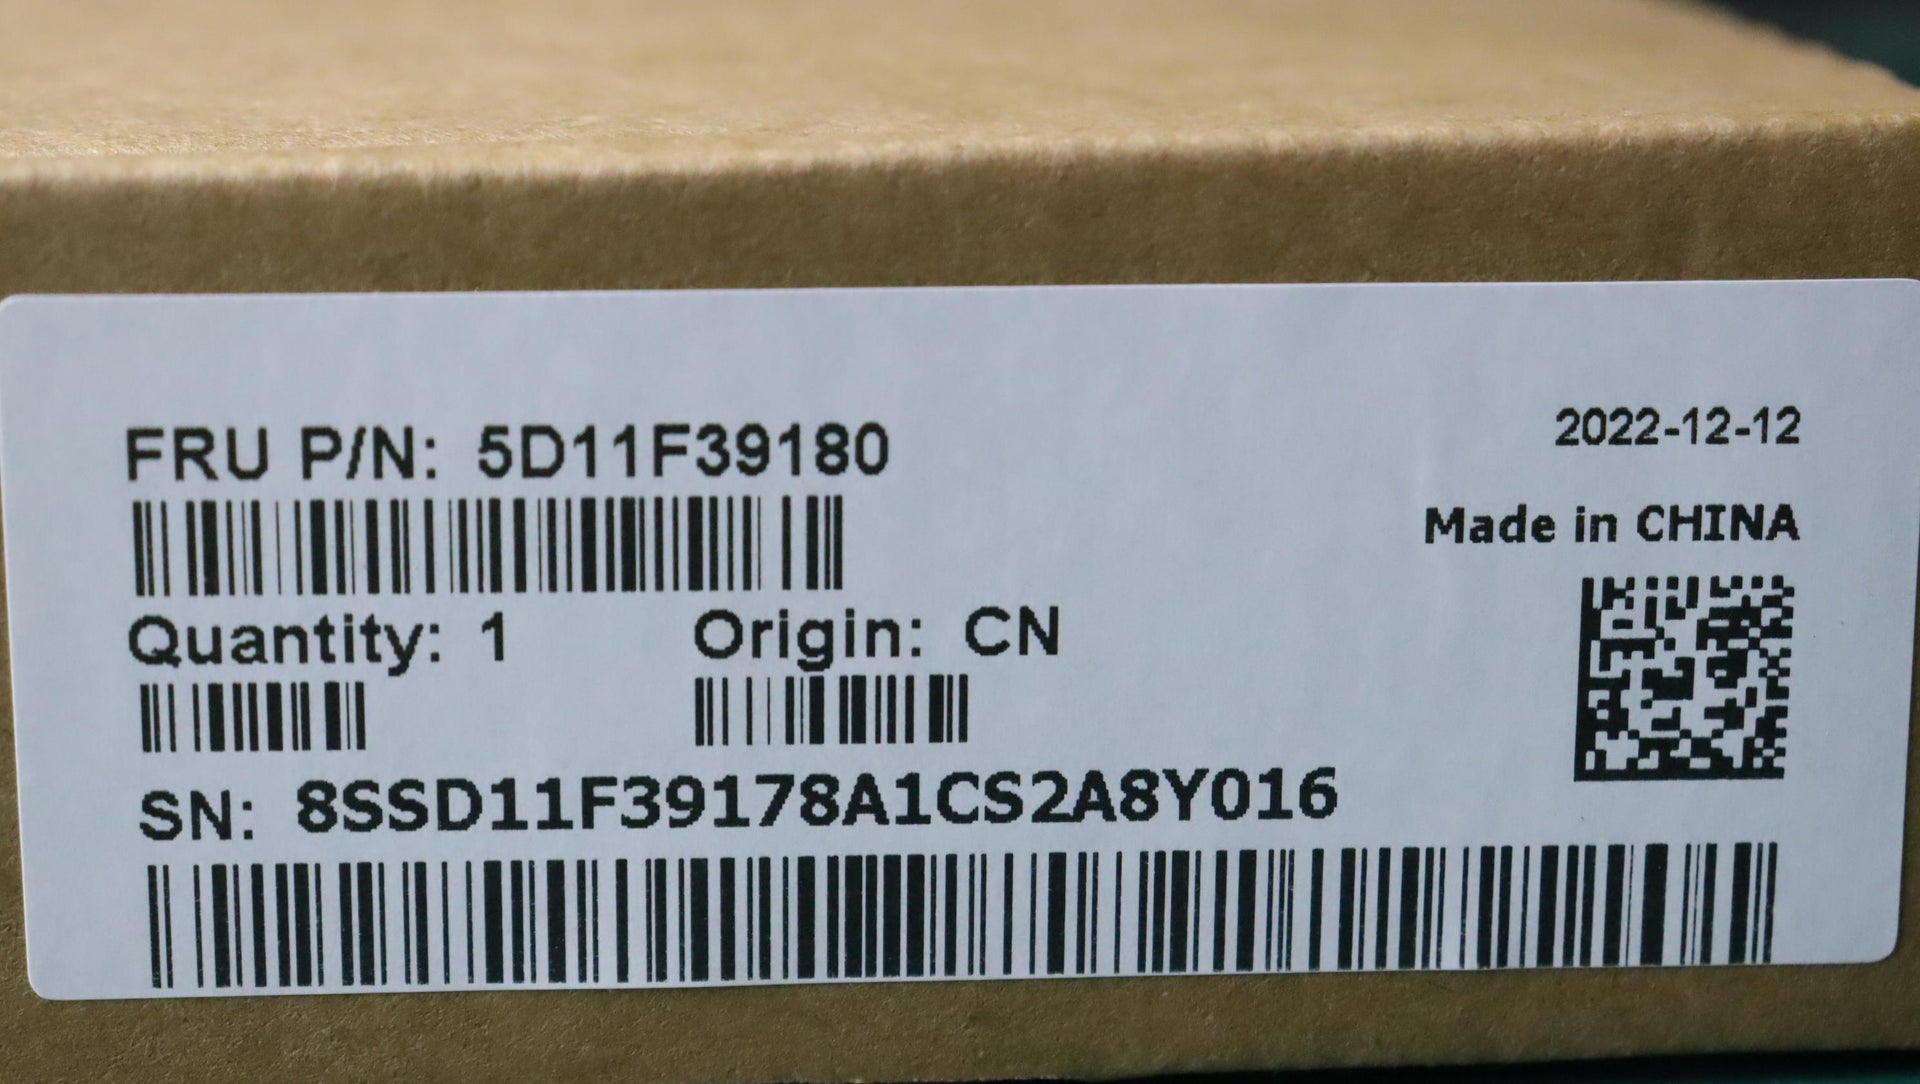 FRU P/N: 5D11F39180
2022-12-12
Made in CHINA
Quantity: 1
Origin: CN
SN: 8SSD11F39178A1CS2A8Y016